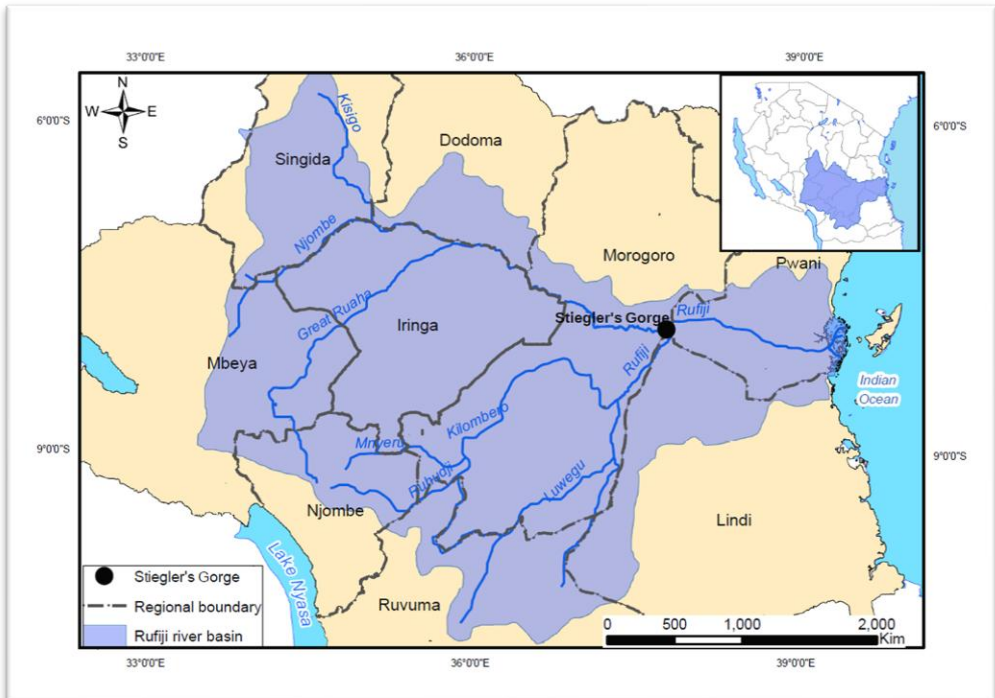 33°0'0"E 36°0'0"E 39°0'0"E
N
W E
S
6°0'0"S
6°0'0"S
Kisigo
Dodoma
Singida
Njombe
Morogoro
Pwani
Great Ruaha
Iringa
Stiegler's Gorge
Rufiji
Rufiji
Mbeya
Indian
Ocean
Kilombero
9°0'0"S
9°0'0"S
Mnyeru
Ruhudji
Luwegu
Njombe
Lindi
Lake Nyasa
Ruvuma
Stiegler's Gorge
Regional boundary
Rufiji river basin
0 500 1,000 2,000
Kim
33°0'0"E 36°0'0"E 39°0'0"E